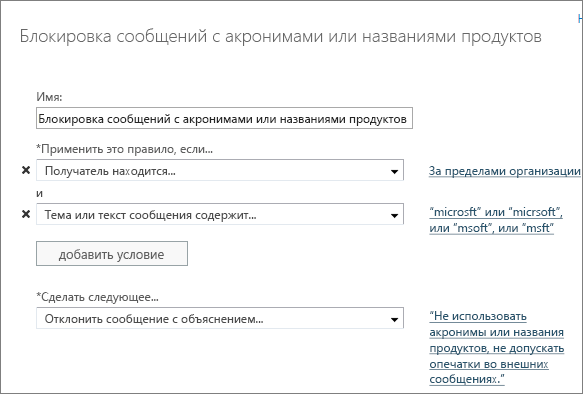 Блокировка сообщений с акронимами или названиями продуктов
Имя:
Блокировка сообщений с акронимами или названиями продуктов
*Применить это правило, если...
Получатель находится...
За пределами организации
и
Тема или текст сообщения содержит...
“microsft” или “micrsoft”,
или “msoft”, или “msft”
добавить условие
*Сделать следующее...
Отклонить сообщение с объяснением...
“Не использовать
акронимы или названия
продуктов, не допускать
опечатки во внешних
сообщениях.”